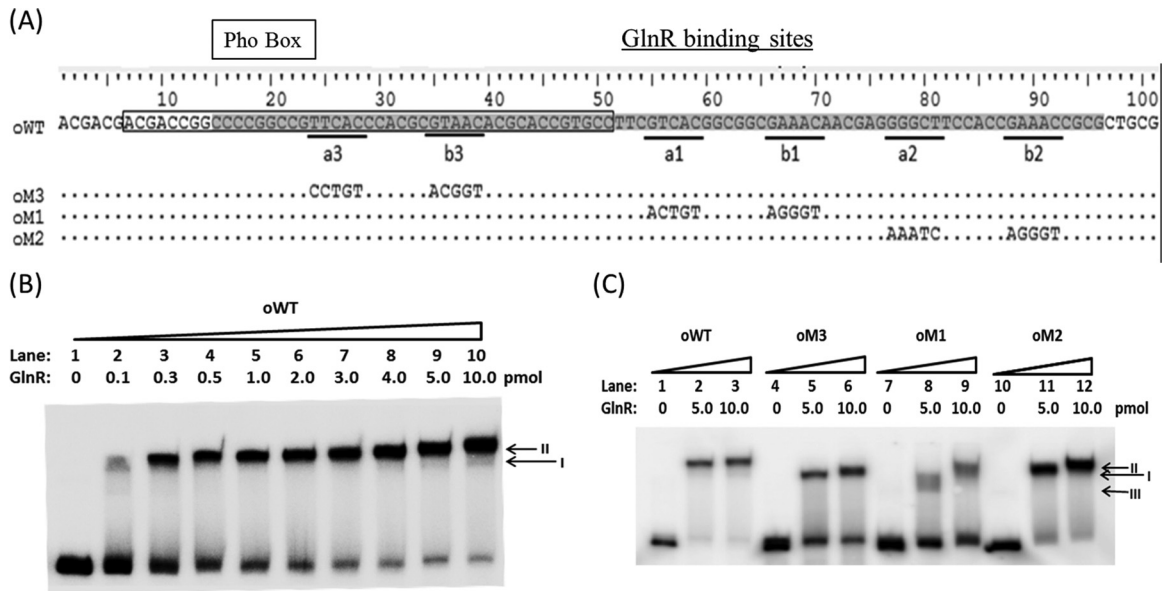 (A)
Pho Box
GlnR binding sites
10 20 30 40 50 60 70 80 90 100
oWT ACGACGACGACCGGCCCCGGCCGTTCACCCACGCGTAACACGCACCGTGCCTTCGTCACGGCGGCGAAACAACGAGGGGCTTCCACCGAAACCGCGCTGCG
a3 b3 a1 b1 a2 b2
oM3 .......................CCTGT......ACGGT..............................................................
oM1 ......................................................ACTGT......AGGGT...............................
oM2 ............................................................................AAATC......AGGGT.........
(B)
oWT
Lane: 1 2 3 4 5 6 7 8 9 10
GlnR: 0 0.1 0.3 0.5 1.0 2.0 3.0 4.0 5.0 10.0 pmol
II
I
(C)
oWT oM3 oM1 oM2
Lane: 1 2 3 4 5 6 7 8 9 10 11 12
GlnR: 0 5.0 10.0 0 5.0 10.0 0 5.0 10.0 0 5.0 10.0 pmol
II
I
III